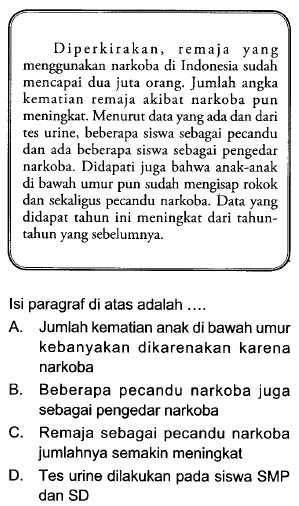 Diperkirakan, remaja yang
menggunakan narkoba di Indonesia sudah
mencapai dua juta orang. Jumlah angka
kematian remaja akibat narkoba pun
meningkat. Menurut data yang ada dan dari
tes urine, beberapa siswa sebagai pecandu
dan ada beberapa siswa sebagai pengedar
narkoba. Didapati juga bahwa anak-anak
di bawah umur pun sudah mengisap rokok
dan sekaligus pecandu narkoba. Data yang
didapat tahun ini meningkat dari tahun-
tahun yang sebelumnya.
Isi paragraf di atas adalah ....
A. Jumlah kematian anak di bawah umur
kebanyakan dikarenakan karena
narkoba
B. Beberapa pecandu narkoba juga
sebagai pengedar narkoba
C. Remaja sebagai pecandu narkoba
jumlahnya semakin meningkat
D. Tes urine dilakukan pada siswa SMP
dan SD